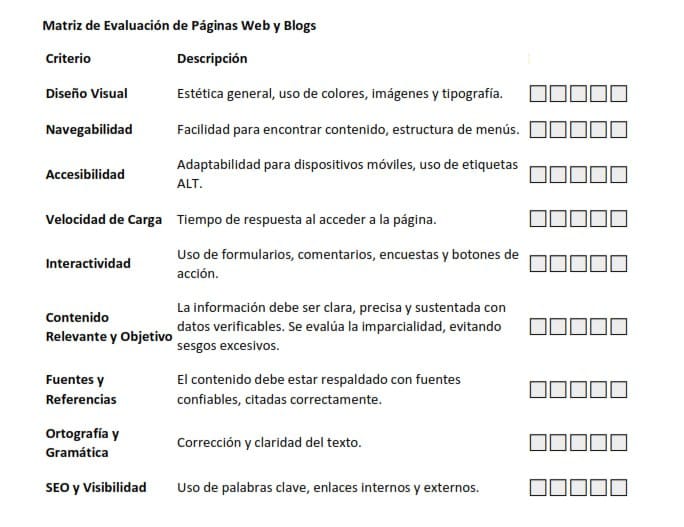 Matriz de Evaluación de Páginas Web y Blogs
Criterio Descripción
Diseño Visual Estética general, uso de colores, imágenes y tipografía.
Navegabilidad Facilidad para encontrar contenido, estructura de menús.
Accesibilidad Adaptabilidad para dispositivos móviles, uso de etiquetas
ALT.
Velocidad de Carga Tiempo de respuesta al acceder a la página.
Interactividad Uso de formularios, comentarios, encuestas y botones de
acción.
Contenido
Relevante y Objetivo
La información debe ser clara, precisa y sustentada con
datos verificables. Se evalúa la imparcialidad, evitando
sesgos excesivos.
Fuentes y
Referencias
El contenido debe estar respaldado con fuentes
confiables, citadas correctamente.
Ortografía y
Gramática
Corrección y claridad del texto.
SEO y Visibilidad Uso de palabras clave, enlaces internos y externos.